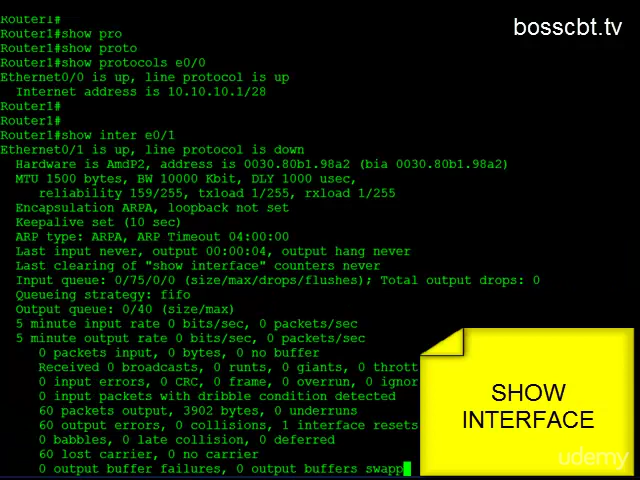 Router1#
bosscbt.tv
Router1#show pro
Router1#show proto
Router1#show protocols e0/0
Ethernet0/0 is up, line protocol is up
Internet address is 10.10.10.1/28
Router1#
Router1#
Router1#show inter e0/1
Ethernet0/1 is up, line protocol is down
Hardware is AmdP2, address is 0030.80b1.98a2 (bia 0030.80b1.98a2)
MTU 1500 bytes, BW 10000 Kbit, DLY 1000 usec,
reliability 159/255, txload 1/255, rxload 1/255
Encapsulation ARPA, loopback not set
Keepalive set (10 sec)
ARP type: ARPA, ARP Timeout 04:00:00
Last input never, output 00:00:04, output hang never
Last clearing of "show interface" counters never
Input queue: 0/75/0/0 (size/max/drops/flushes); Total output drops: 0
Queueing strategy: fifo
Output queue: 0/40 (size/max)
5 minute input rate 0 bits/sec, 0 packets/sec
5 minute output rate 0 bits/sec, 0 packets/sec
0 packets input, 0 bytes, 0 no buffer
Received 0 broadcasts, 0 runts, 0 giants, 0 thrott
0 input errors, 0 CRC, 0 frame, 0 overrun, 0 ignor
0 input packets with dribble condition detected
60 packets output, 3902 bytes, 0 underruns
60 output errors, 0 collisions, 1 interface resets
0 babbles, 0 late collision, 0 deferred
60 lost carrier, 0 no carrier
0 output buffer failures, 0 output buffers swapp
SHOW
INTERFACE
udemy